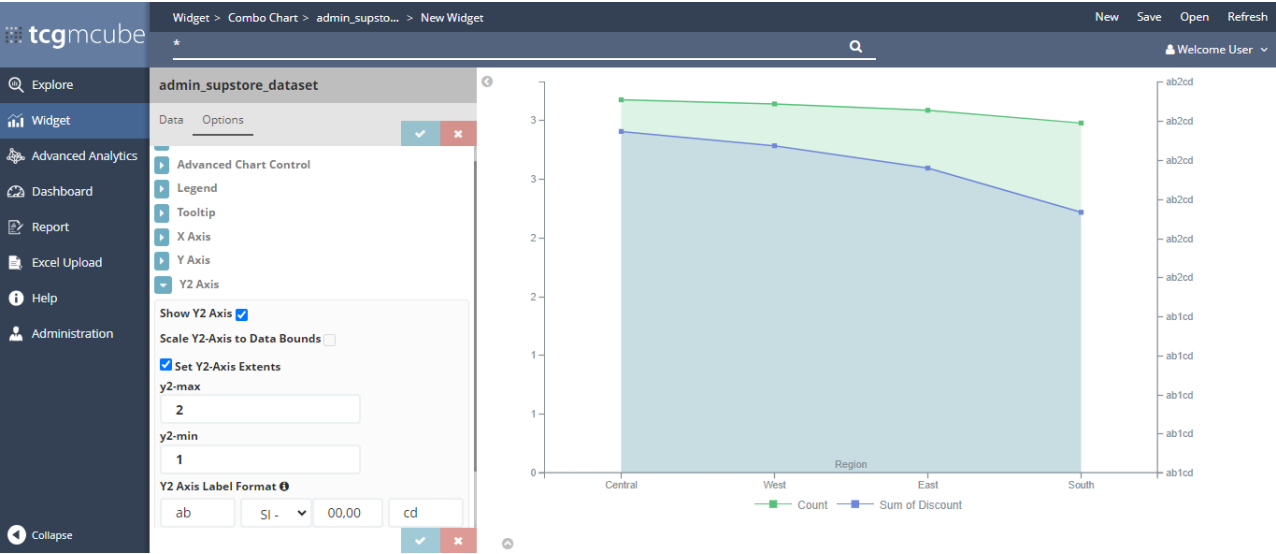 Widget > Combo Chart > admin_supsto... > New Widget
New Save Open Refresh
tcgmcube
*
Welcome User
Explore
Widget
Advanced Analytics
Dashboard
Report
Excel Upload
Help
Administration
Collapse
admin_supstore_dataset
Data Options
Advanced Chart Control
Legend
Tooltip
X Axis
Y Axis
Y2 Axis
Show Y2 Axis
Scale Y2-Axis to Data Bounds
Set Y2-Axis Extents
y2-max
2
y2-min
1
Y2 Axis Label Format
ab SI - 00,00 cd
3
3
2
2
1
1
0
ab2cd
ab2cd
ab2cd
ab2cd
ab2cd
ab2cd
ab1cd
ab1cd
ab1cd
ab1cd
ab1cd
Region
Central West East South
Count Sum of Discount